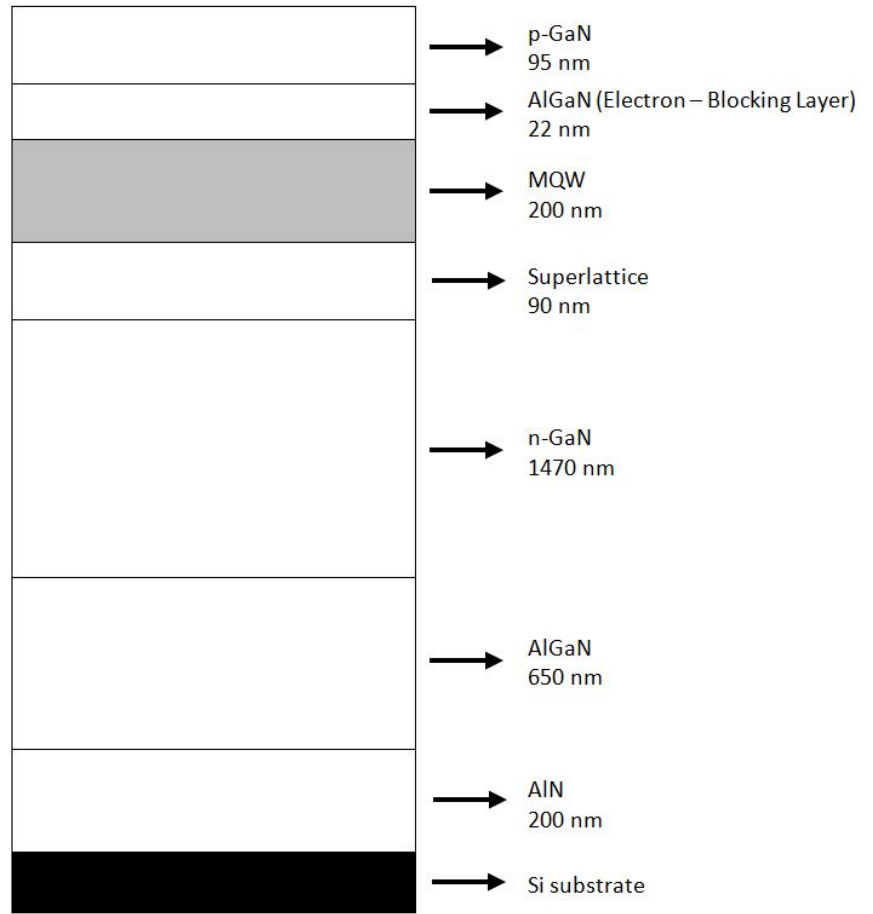 p-GaN
95 nm
AlGaN (Electron – Blocking Layer)
22 nm
MQW
200 nm
Superlattice
90 nm
n-GaN
1470 nm
AlGaN
650 nm
AlN
200 nm
Si substrate